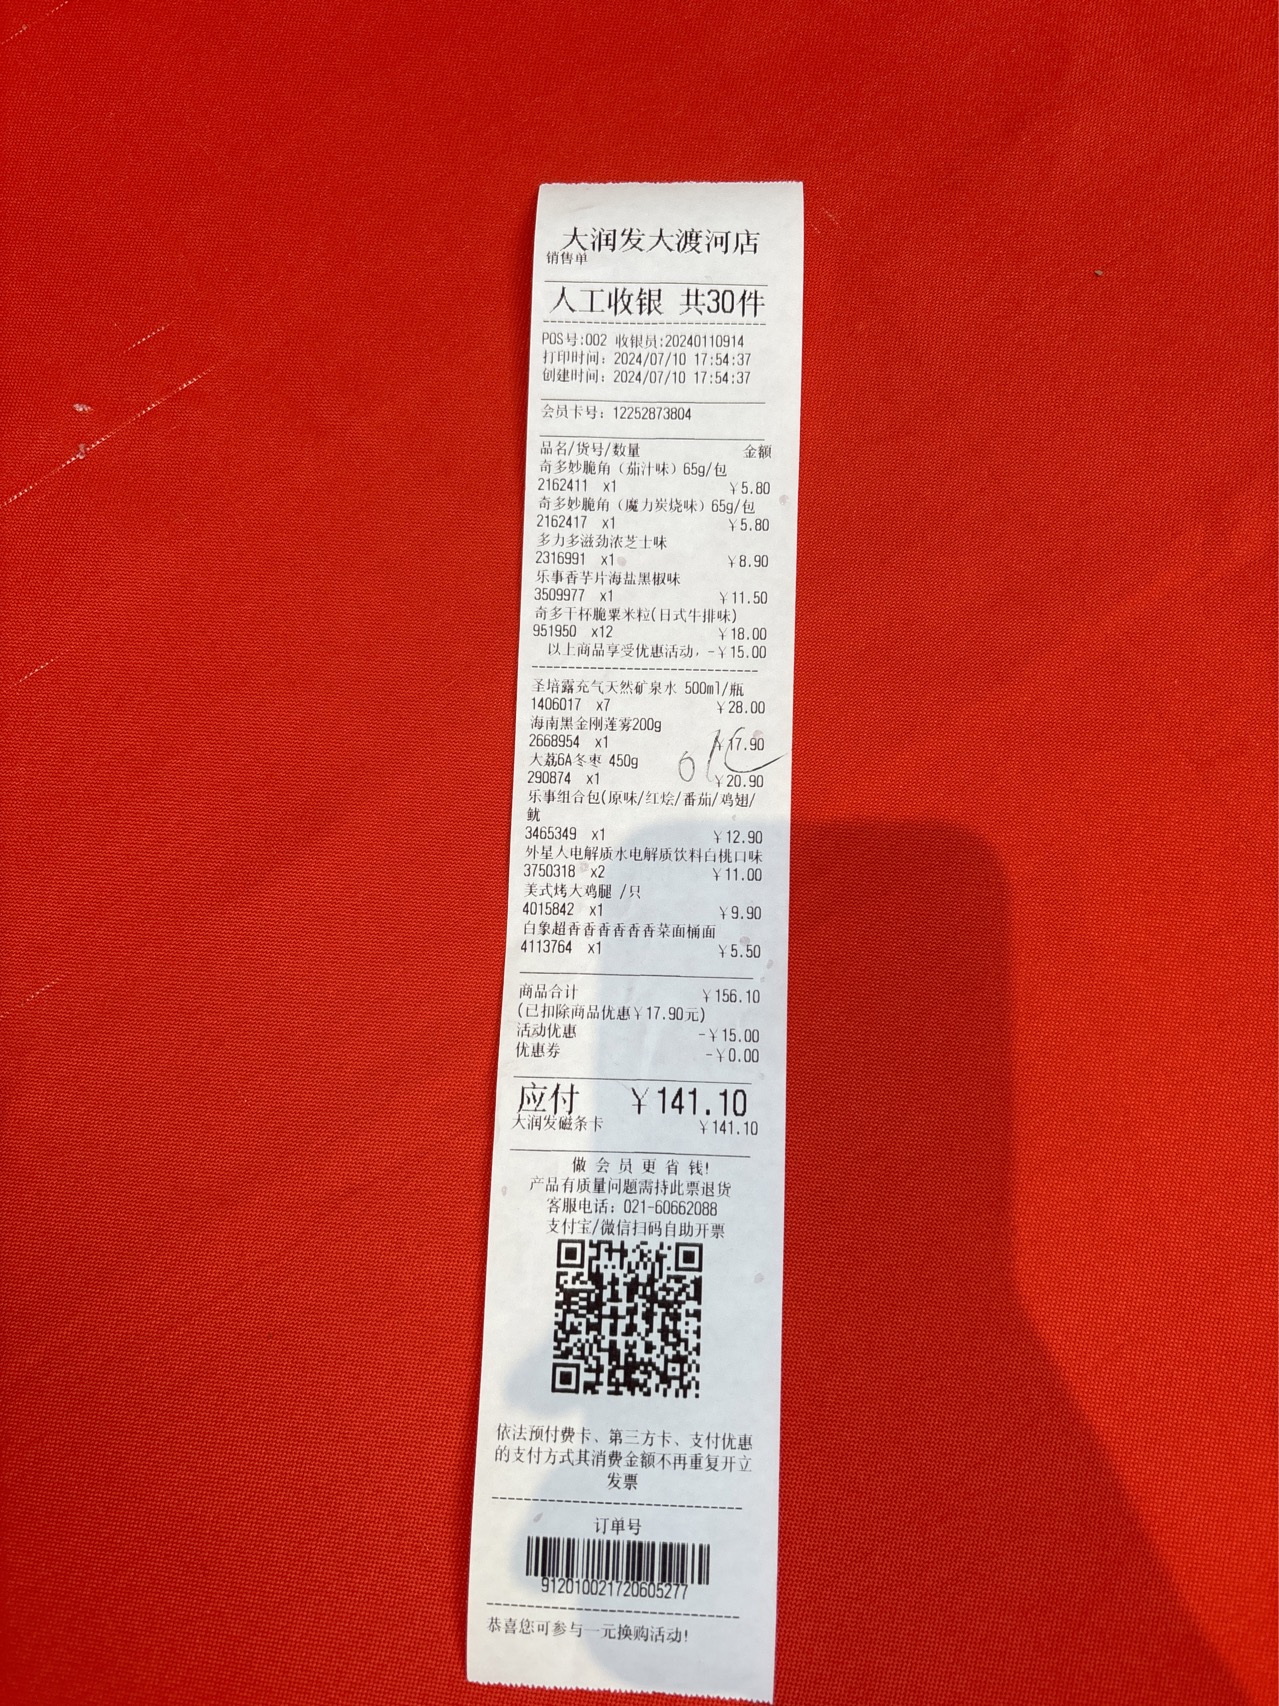 大润发大渡河店
销售单
人工收银 共30件
POS号:002 收银员:20240110914
打印时间: 2024/07/10 17:54:37
创建时间: 2024/07/10 17:54:37
会员卡号: 12252873804
品名/货号/数量 金额
奇多妙脆角（茄汁味）65g/包
2162411 x1 ￥5.80
奇多妙脆角（魔力炭烧味）65g/包
2162417 x1 ￥5.80
多力多滋劲浓芝士味
2316991 x1 ￥8.90
乐事香芋片海盐黑椒味
3509977 x1 ￥11.50
奇多干杯脆粟米粒(日式牛排味)
951950 x12 ￥18.00
以上商品享受优惠活动，-￥15.00
圣培露充气天然矿泉水 500ml/瓶
1406017 x7 ￥28.00
海南黑金刚莲雾200g
2668954 x1 ￥17.90
大荔6A冬枣 450g
290874 x1 ￥20.90
乐事组合包(原味/红烩/番茄/鸡翅/
鱿
3465349 x1 ￥12.90
外星人电解质水电解质饮料白桃口味
3750318 x2 ￥11.00
美式烤大鸡腿 /只
4015842 x1 ￥9.90
白象超香香香香香香菜面桶面
4113764 x1 ￥5.50
商品合计 ￥156.10
(已扣除商品优惠￥17.90元)
活动优惠 -￥15.00
优惠券 -￥0.00
应付 ￥141.10
大润发磁条卡 ￥141.10
做 会 员 更 省 钱!
产品有质量问题需持此票退货
客服电话: 021-60662088
支付宝/微信扫码自助开票
依法预付费卡、第三方卡、支付优惠
的支付方式其消费金额不再重复开立
发票
订单号
912010021720605277
恭喜您可参与一元换购活动!